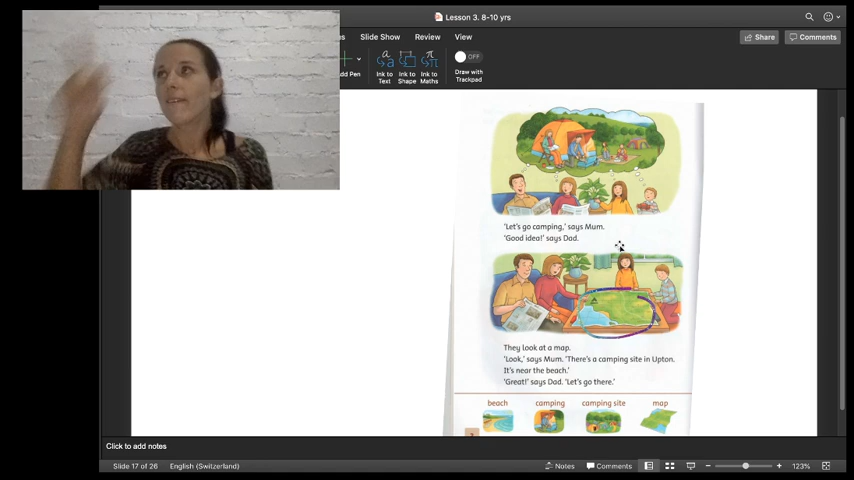 Lesson 3. 8-10 yrs
Slide Show
Review
View
Share
Comments
dd Pen
Ink to Text
Ink to Shape
Ink to Maths
OFF
Draw with Trackpad
‘Let’s go camping,’ says Mum.
‘Good idea!’ says Dad.
They look at a map.
‘Look,’ says Mum. ‘There’s a camping site in Upton.
It’s near the beach.’
‘Great!’ says Dad. ‘Let’s go there.’
beach camping camping site map
Click to add notes
Slide 17 of 26 English (Switzerland) Notes Comments 123%